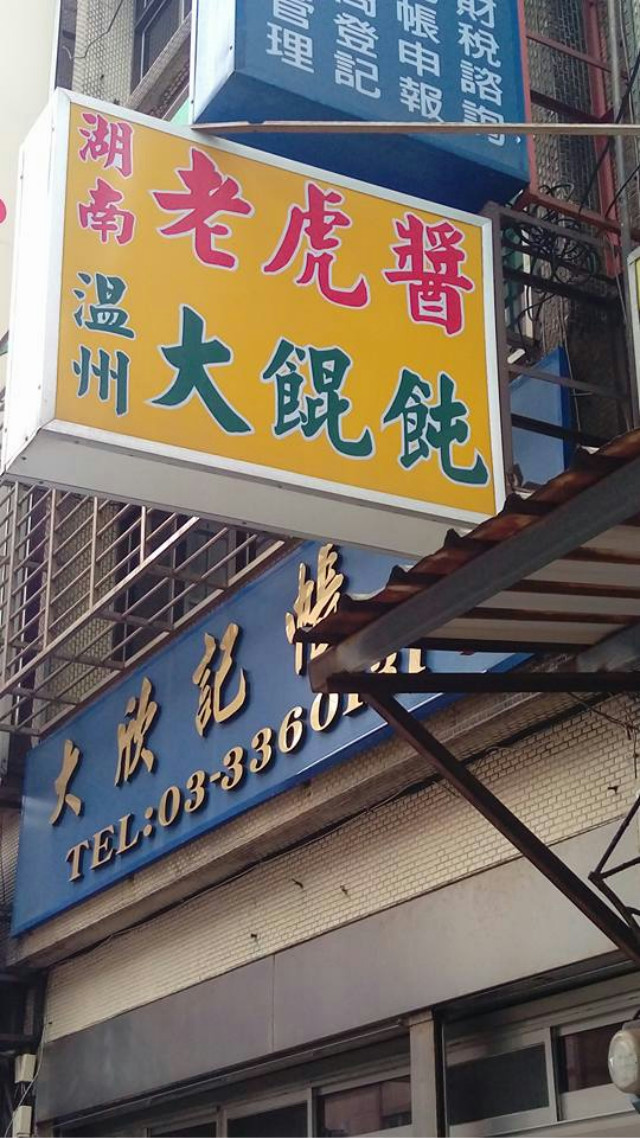 財稅諮詢
帳申報
登記
管理
湖南 老虎醬
温州 大餛飩
大欣記帳
TEL:03-3360